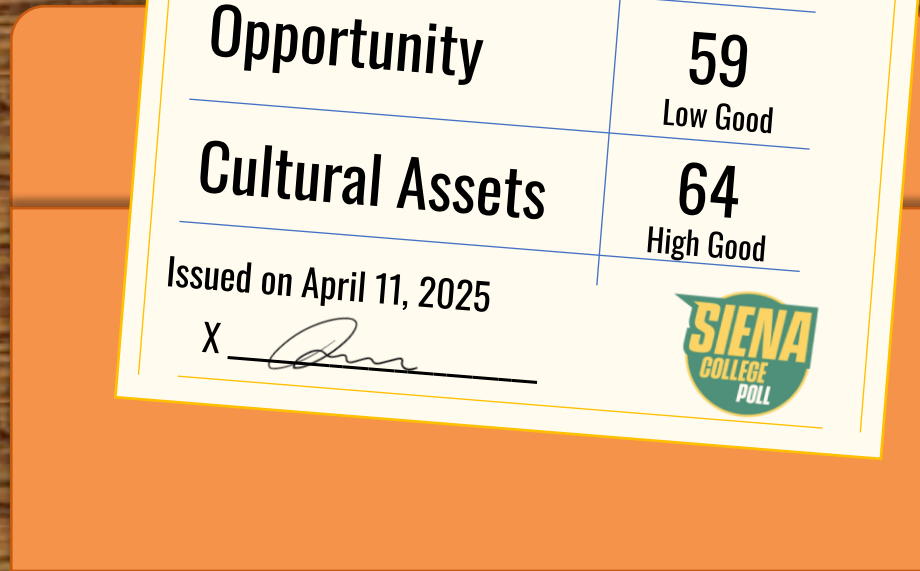 Opportunity
59
Low Good
Cultural Assets
64
High Good
Issued on April 11, 2025
X
SIENA
COLLEGE
POLL